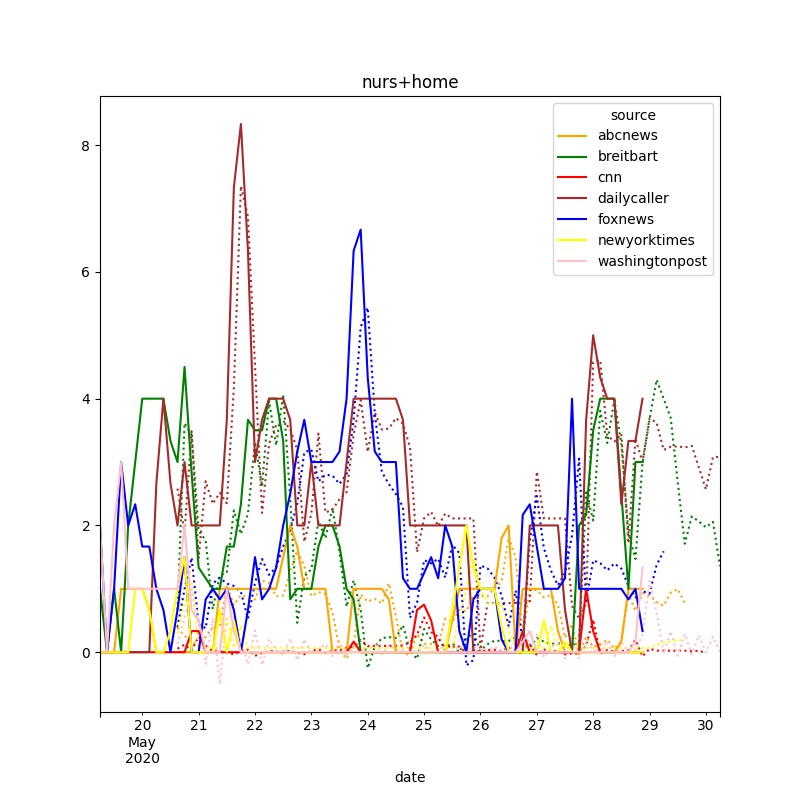 nurs+home
source
abcnews
breitbart
cnn
dailycaller
foxnews
newyorktimes
washingtonpost
8
6
4
2
0
20 21 22 23 24 25 26 27 28 29 30
May
2020
date